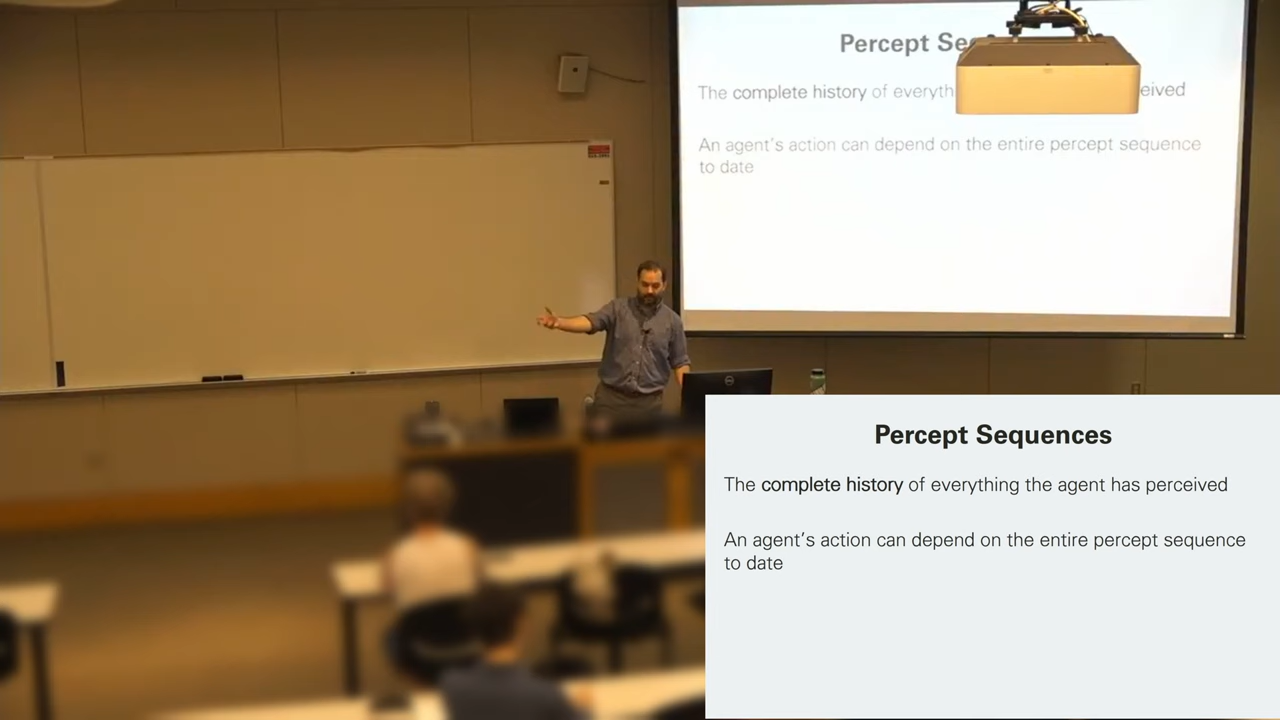 Percept Se
The complete history of everyth eived
An agent's action can depend on the entire percept sequence
to date
DELL
Percept Sequences
The complete history of everything the agent has perceived
An agent's action can depend on the entire percept sequence
to date